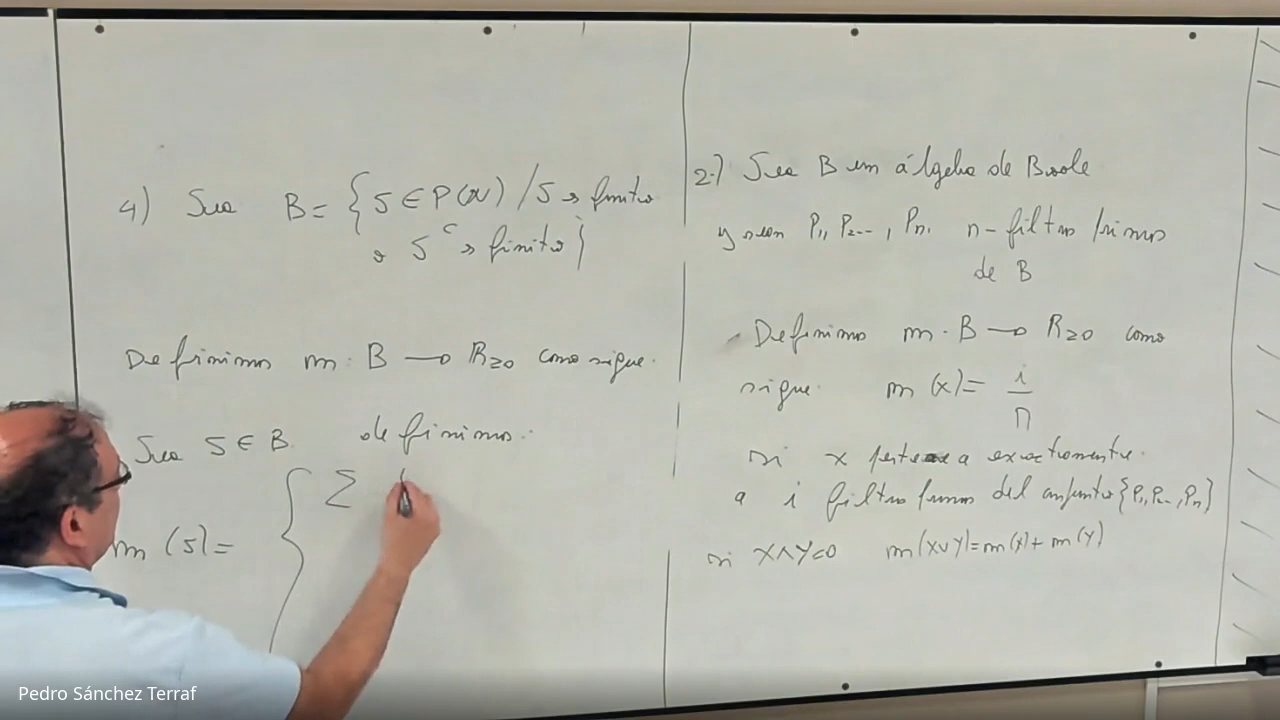 4) Sea B = { S ∈ P(N) / S es finito
o S^c es finito }
Definimos m : B → R≥0 como sigue.
Sea S ∈ B definimos:
m (S) = { Σ
2.) Sea B un álgebra de Boole
y sean P1, P2..., Pn. n-filtros primos
de B
Definimos m : B → R≥0 como
sigue m (x) = i/n
si x pertenece a exactamente
a i filtros primos del conjunto {P1, P2..., Pn}
si x∧y=0 m(x∨y)=m(x)+m(y)
Pedro Sánchez Terraf